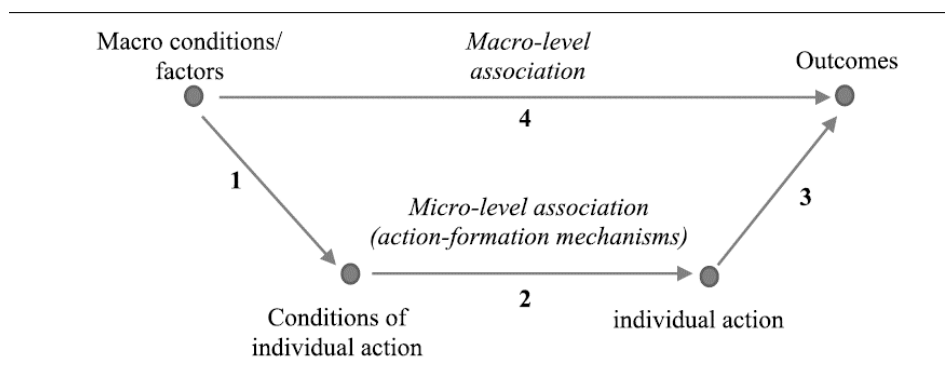 Macro conditions/
factors
Macro-level
association
Outcomes
4
1
3
Micro-level association
(action-formation mechanisms)
2
Conditions of
individual action
individual action